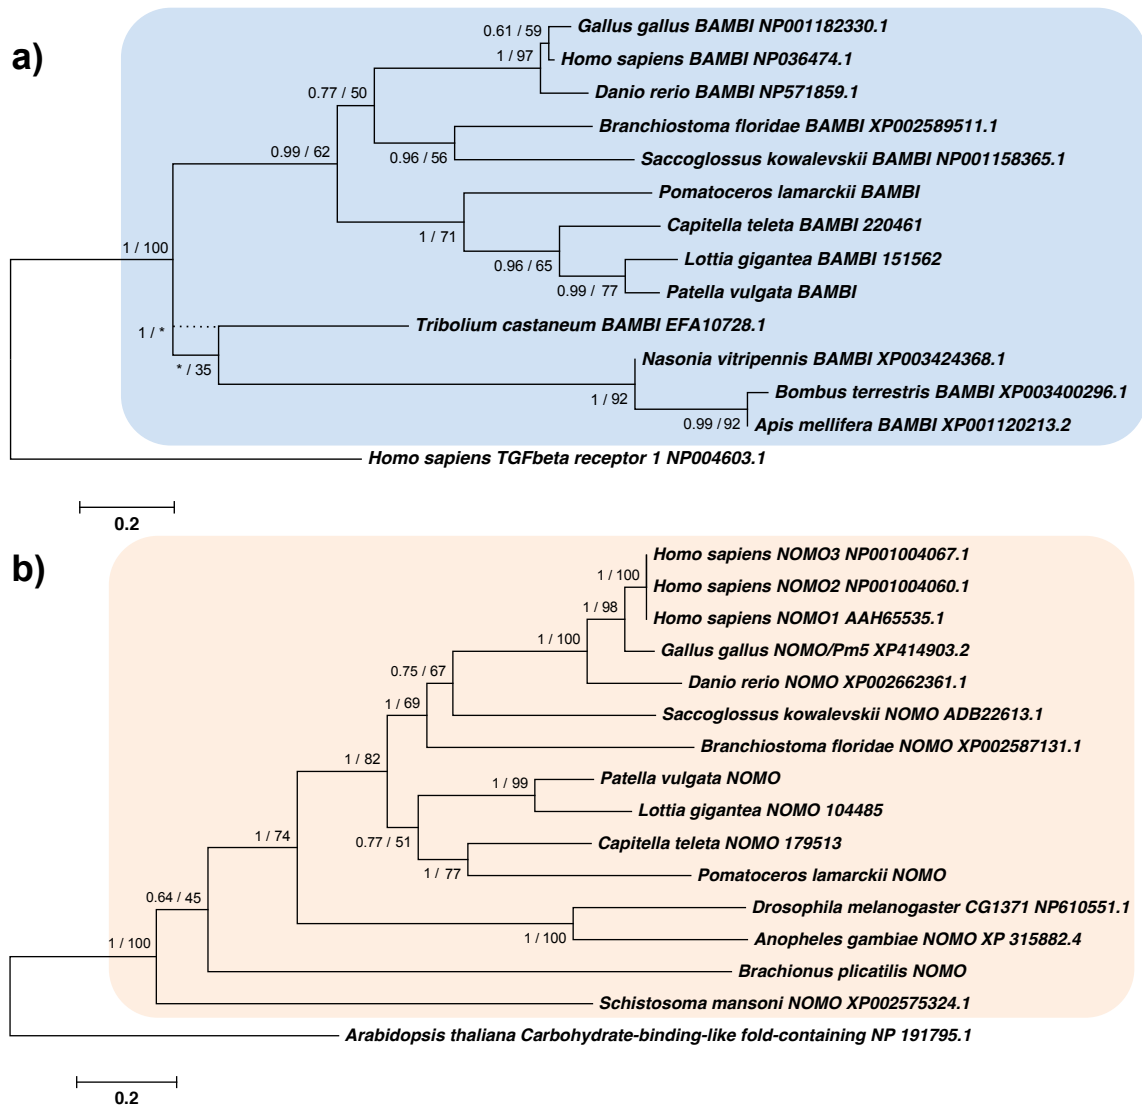 a)
0.61 / 59
Gallus gallus BAMBI NP001182330.1
1 / 97
Homo sapiens BAMBI NP036474.1
0.77 / 50
Danio rerio BAMBI NP571859.1
Branchiostoma floridae BAMBI XP002589511.1
0.99 / 62
0.96 / 56
Saccoglossus kowalevskii BAMBI NP001158365.1
Pomatoceros lamarckii BAMBI
1 / 71
Capitella teleta BAMBI 220461
1 / 100
0.96 / 65
Lottia gigantea BAMBI 151562
0.99 / 77
Patella vulgata BAMBI
1 / *
Tribolium castaneum BAMBI EFA10728.1
* / 35
Nasonia vitripennis BAMBI XP003424368.1
1 / 92
Bombus terrestris BAMBI XP003400296.1
0.99 / 92
Apis mellifera BAMBI XP001120213.2
Homo sapiens TGFbeta receptor 1 NP004603.1
0.2
b)
Homo sapiens NOMO3 NP001004067.1
1 / 100
Homo sapiens NOMO2 NP001004060.1
1 / 98
Homo sapiens NOMO1 AAH65535.1
1 / 100
Gallus gallus NOMO/Pm5 XP414903.2
0.75 / 67
Danio rerio NOMO XP002662361.1
1 / 69
Saccoglossus kowalevskii NOMO ADB22613.1
Branchiostoma floridae NOMO XP002587131.1
1 / 82
1 / 99
Patella vulgata NOMO
Lottia gigantea NOMO 104485
0.77 / 51
Capitella teleta NOMO 179513
1 / 74
1 / 77
Pomatoceros lamarckii NOMO
0.64 / 45
Drosophila melanogaster CG1371 NP610551.1
1 / 100
1 / 100
Anopheles gambiae NOMO XP 315882.4
Brachionus plicatilis NOMO
Schistosoma mansoni NOMO XP002575324.1
Arabidopsis thaliana Carbohydrate-binding-like fold-containing NP 191795.1
0.2